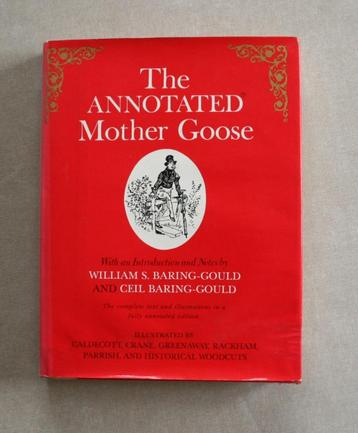 The
ANNOTATED
Mother Goose
With an Introduction and Notes by
WILLIAM S. BARING-GOULD
AND CEIL BARING-GOULD
The complete text and illustrations in a
fully annotated edition
ILLUSTRATED BY
CALDECOTT, CRANE, GREENAWAY, RACKHAM,
PARRISH, AND HISTORICAL WOODCUTS